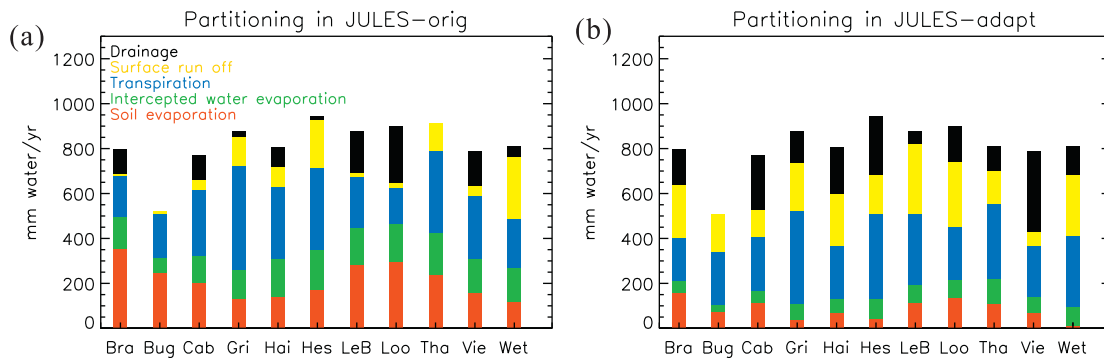 Partitioning in JULES-orig
(a)
Drainage
Surface run off
Transpiration
Intercepted water evaporation
Soil evaporation
mm water/yr
1200
1000
800
600
400
200
0
Bra Bug Cab Gri Hai Hes LeB Loo Tha Vie Wet
Partitioning in JULES-adapt
(b)
mm water/yr
1200
1000
800
600
400
200
0
Bra Bug Cab Gri Hai Hes LeB Loo Tha Vie Wet